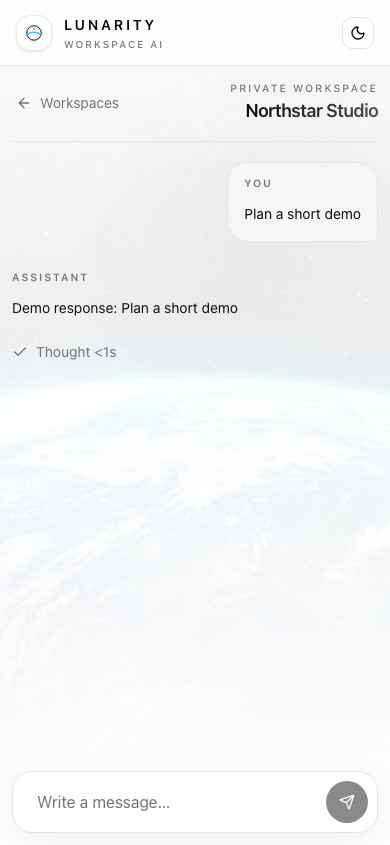 LUNARITY
WORKSPACE AI
Workspaces
PRIVATE WORKSPACE
Northstar Studio
YOU
Plan a short demo
ASSISTANT
Demo response: Plan a short demo
Thought <1s
Write a message...